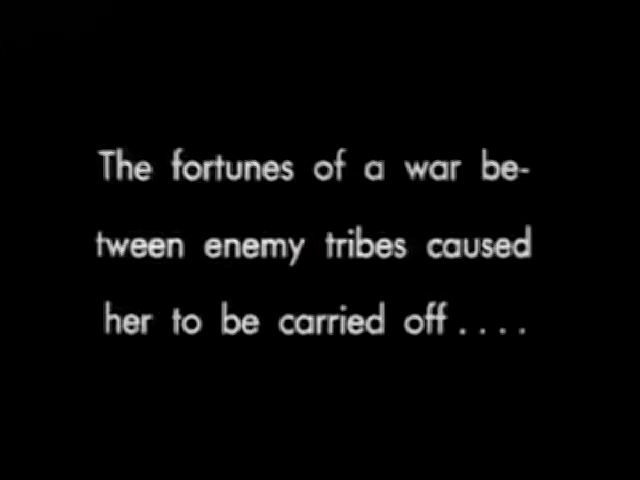 The fortunes of a war be-
tween enemy tribes caused
her to be carried off....